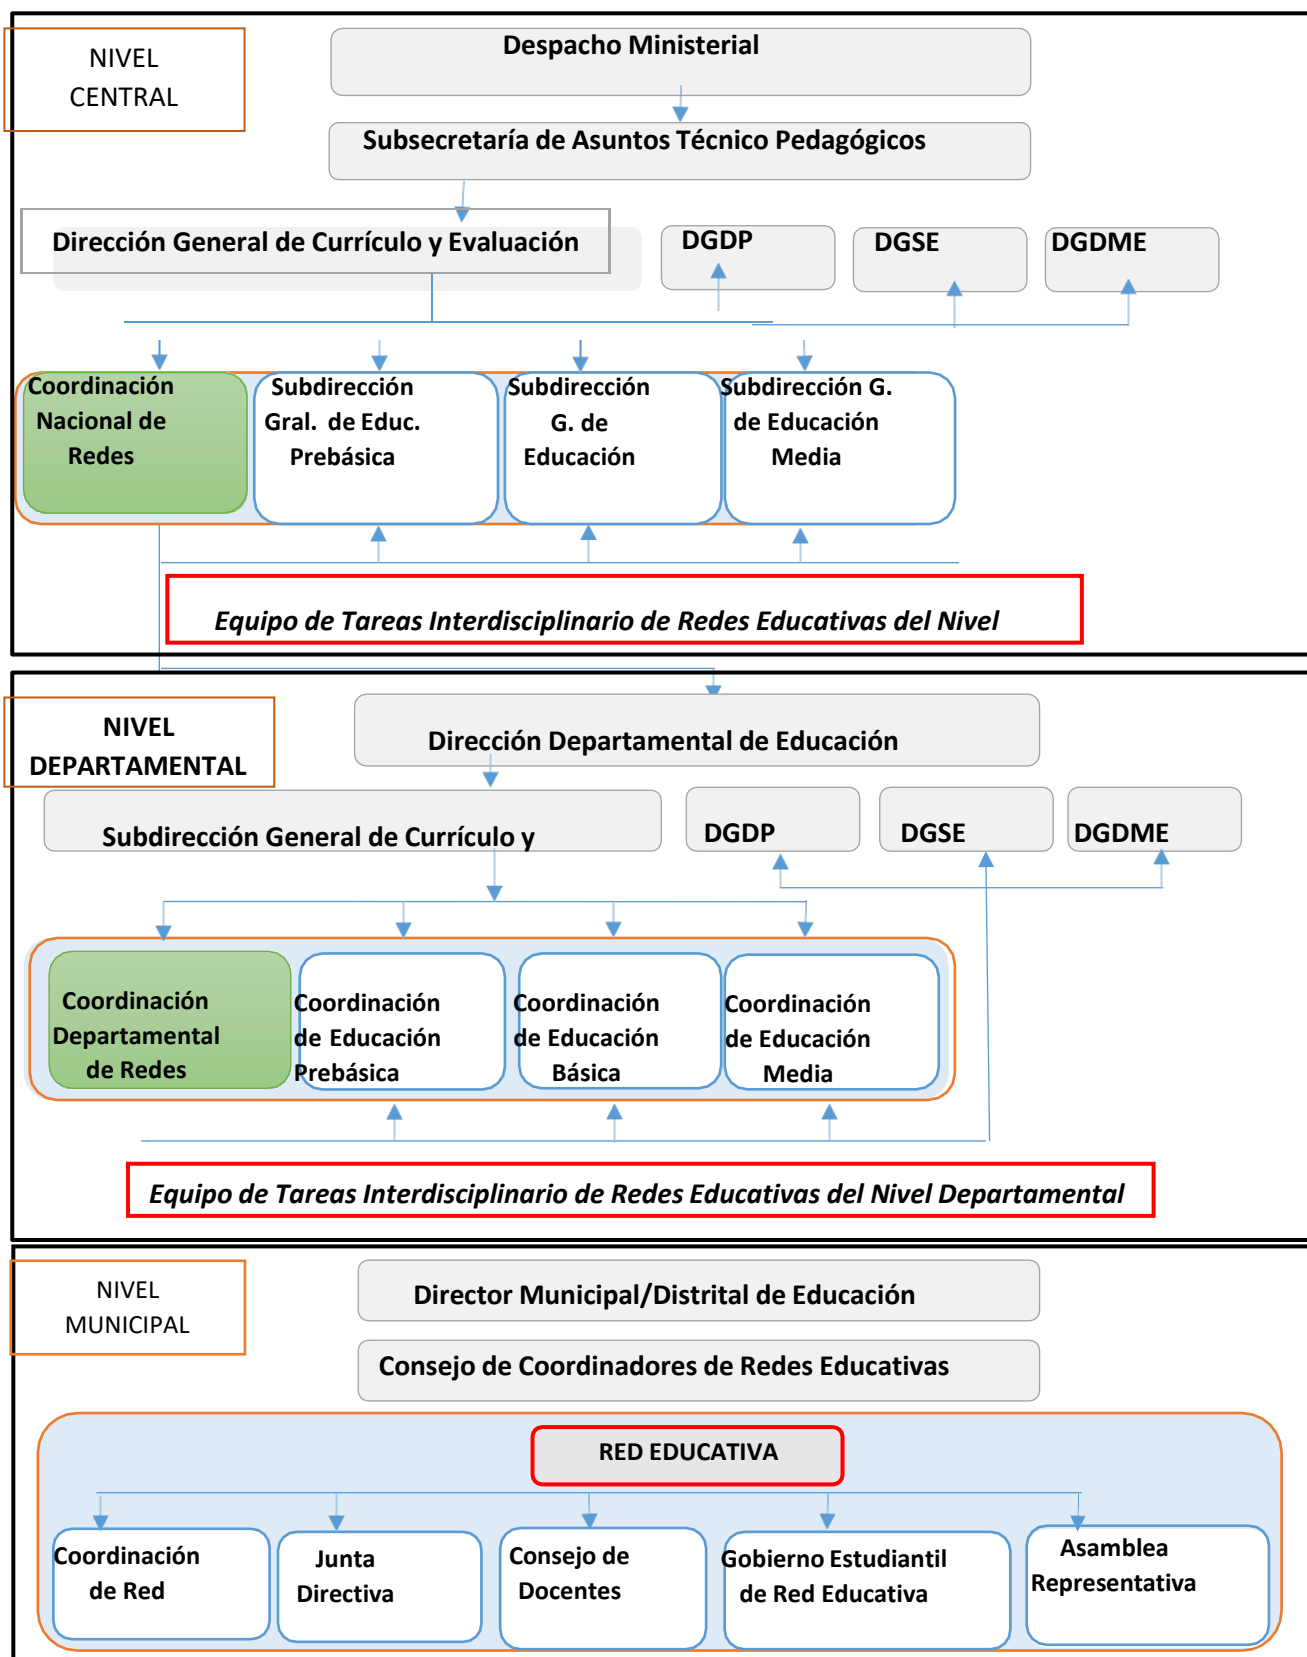 NIVEL
CENTRAL
Despacho Ministerial
Subsecretaría de Asuntos Técnico Pedagógicos
Dirección General de Currículo y Evaluación
DGDP
DGSE
DGDME
Coordinación
Nacional de
Redes
Subdirección
Gral. de Educ.
Prebásica
Subdirección
G. de
Educación
Subdirección G.
de Educación
Media
Equipo de Tareas Interdisciplinario de Redes Educativas del Nivel
NIVEL
DEPARTAMENTAL
Dirección Departamental de Educación
Subdirección General de Currículo y
DGDP
DGSE
DGDME
Coordinación
Departamental
de Redes
Coordinación
de Educación
Prebásica
Coordinación
de Educación
Básica
Coordinación
de Educación
Media
Equipo de Tareas Interdisciplinario de Redes Educativas del Nivel Departamental
NIVEL
MUNICIPAL
Director Municipal/Distrital de Educación
Consejo de Coordinadores de Redes Educativas
RED EDUCATIVA
Coordinación
de Red
Junta
Directiva
Consejo de
Docentes
Gobierno Estudiantil
de Red Educativa
Asamblea
Representativa